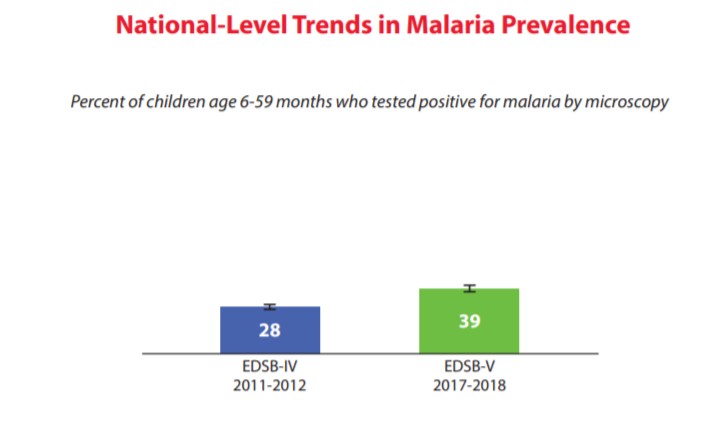 National-Level Trends in Malaria Prevalence
Percent of children age 6-59 months who tested positive for malaria by microscopy
28
39
EDSB-IV
2011-2012
EDSB-V
2017-2018